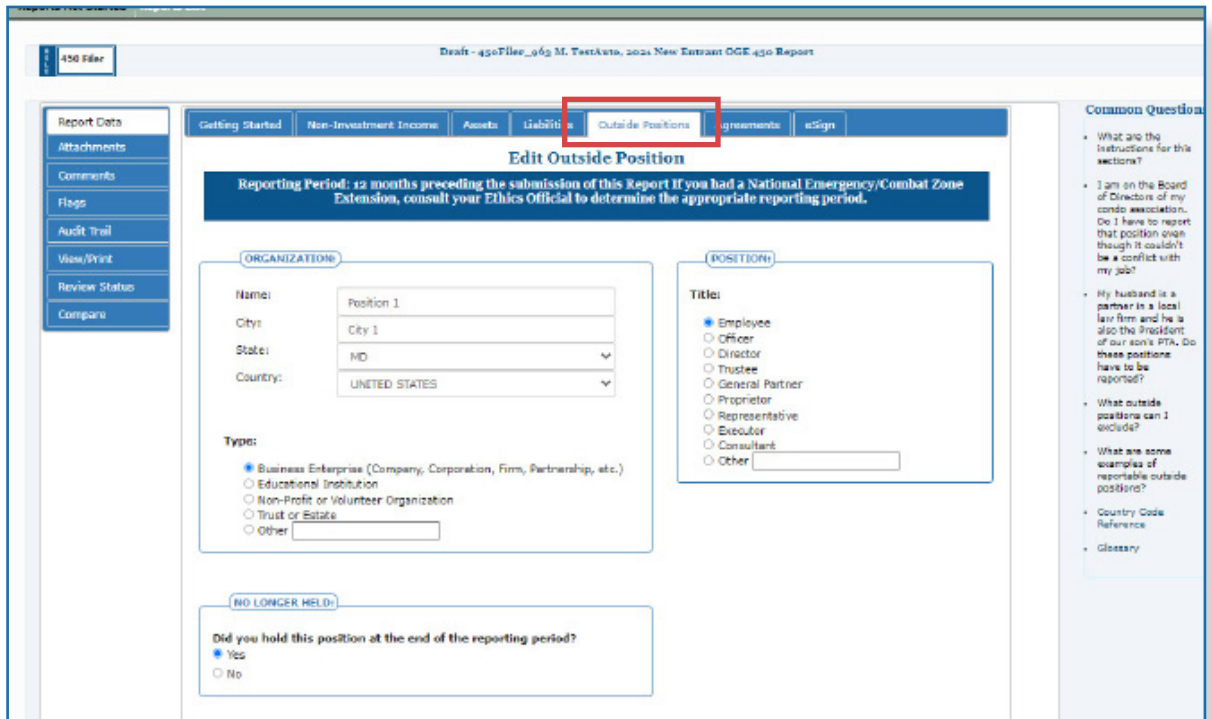 450 Filer
Draft - 450Filer_963 M. TestAuto, 2021 New Entrant OGE 450 Report
Report Data
Attachments
Comments
Flags
Audit Trail
View/Print
Review Status
Compare
Getting Started
Non-Investment Income
Assets
Liabilities
Outside Positions
Agreements
eSign
Edit Outside Position
Reporting Period: 12 months preceding the submission of this Report If you had a National Emergency/Combat Zone
Extension, consult your Ethics Official to determine the appropriate reporting period.
ORGANIZATION:
Name:
Position 1
City:
City 1
State:
MD
Country:
UNITED STATES
Type:
Business Enterprise (Company, Corporation, Firm, Partnership, etc.)
Educational Institution
Non-Profit or Volunteer Organization
Trust or Estate
Other
POSITION:
Title:
Employee
Officer
Director
Trustee
General Partner
Proprietor
Representative
Executor
Consultant
Other
NO LONGER HELD:
Did you hold this position at the end of the reporting period?
Yes
No
Common Question
What are the
instructions for this
sections?
I am on the Board
of Directors of my
condo association.
Do I have to report
that position even
though it couldn't
be a conflict with
my job?
My husband is a
partner in a local
law firm and he is
also the President
of our son's PTA. Do
these positions
have to be
reported?
What outside
positions can I
exclude?
What are some
examples of
reportable outside
positions?
Country Code
Reference
Glossary